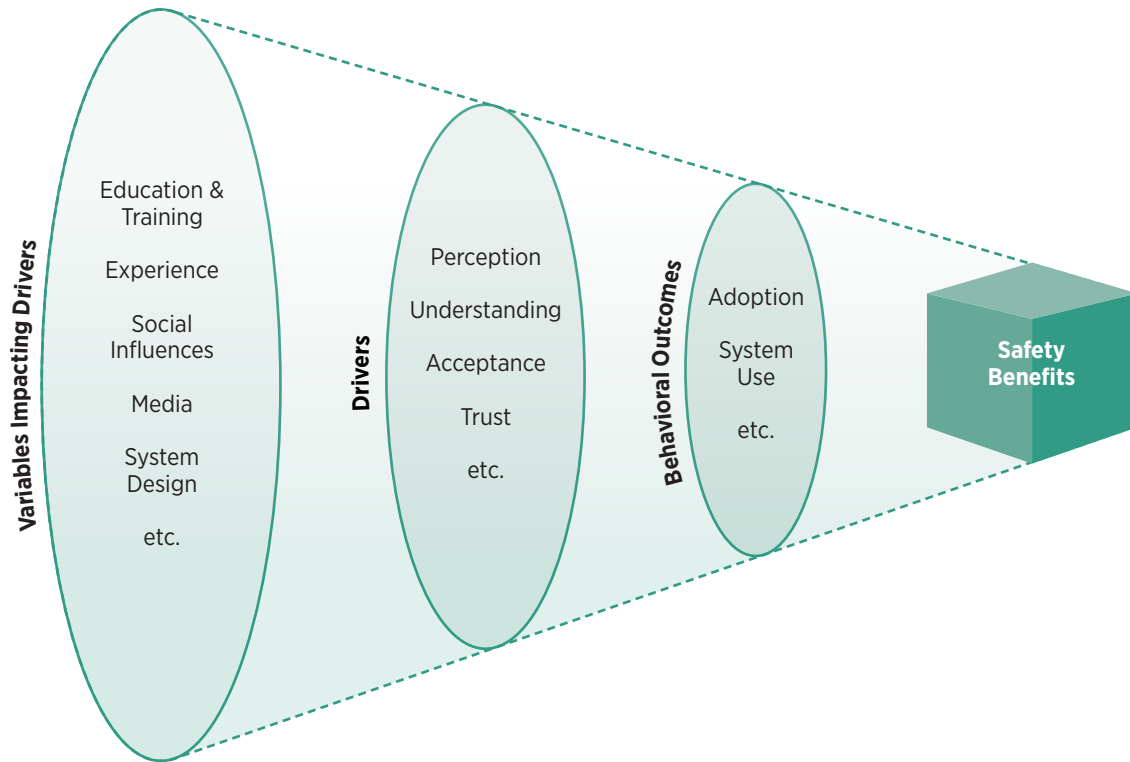 Variables Impacting Drivers
Education &
Training
Experience
Social
Influences
Media
System
Design
etc.
Drivers
Perception
Understanding
Acceptance
Trust
etc.
Behavioral Outcomes
Adoption
System
Use
etc.
Safety
Benefits